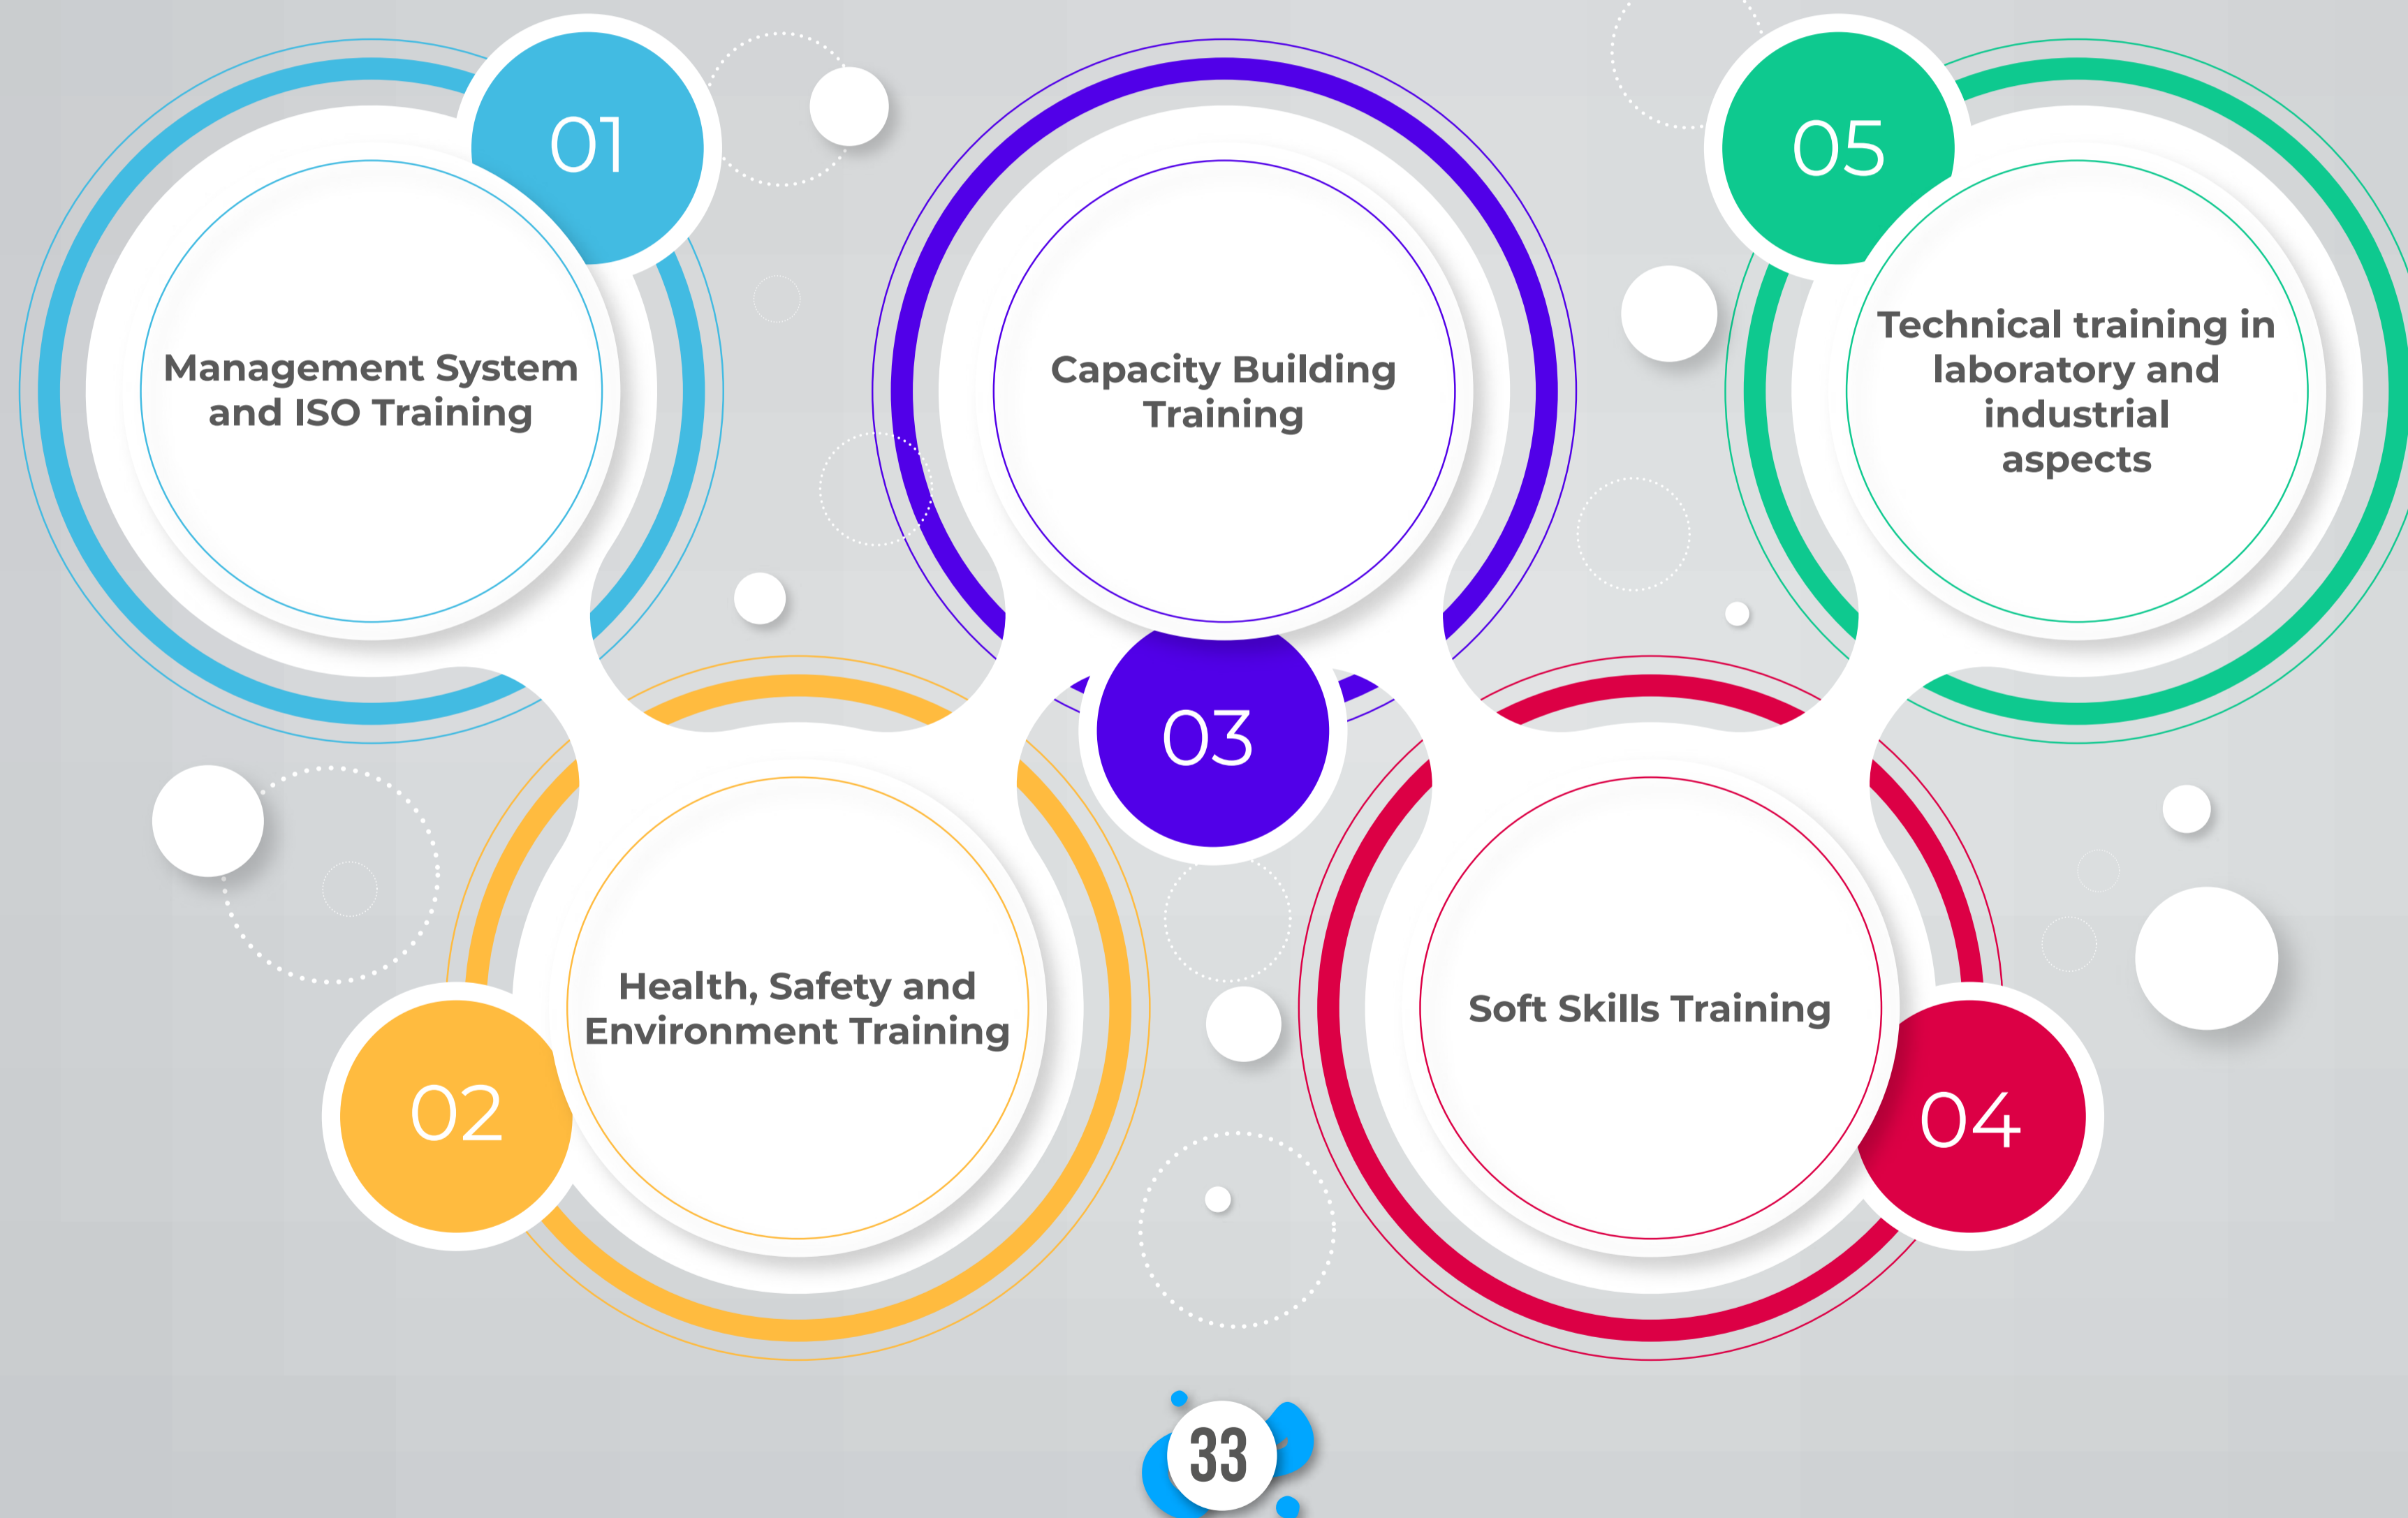 01
Management System
and ISO Training
02
Health, Safety and
Environment Training
03
Capacity Building
Training
04
Soft Skills Training
05
Technical training in
laboratory and
industrial
aspects
33